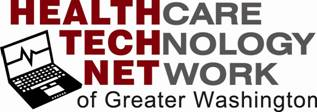 HEALTHCARE
TECHNOLOGY
NETWORK
of Greater Washington